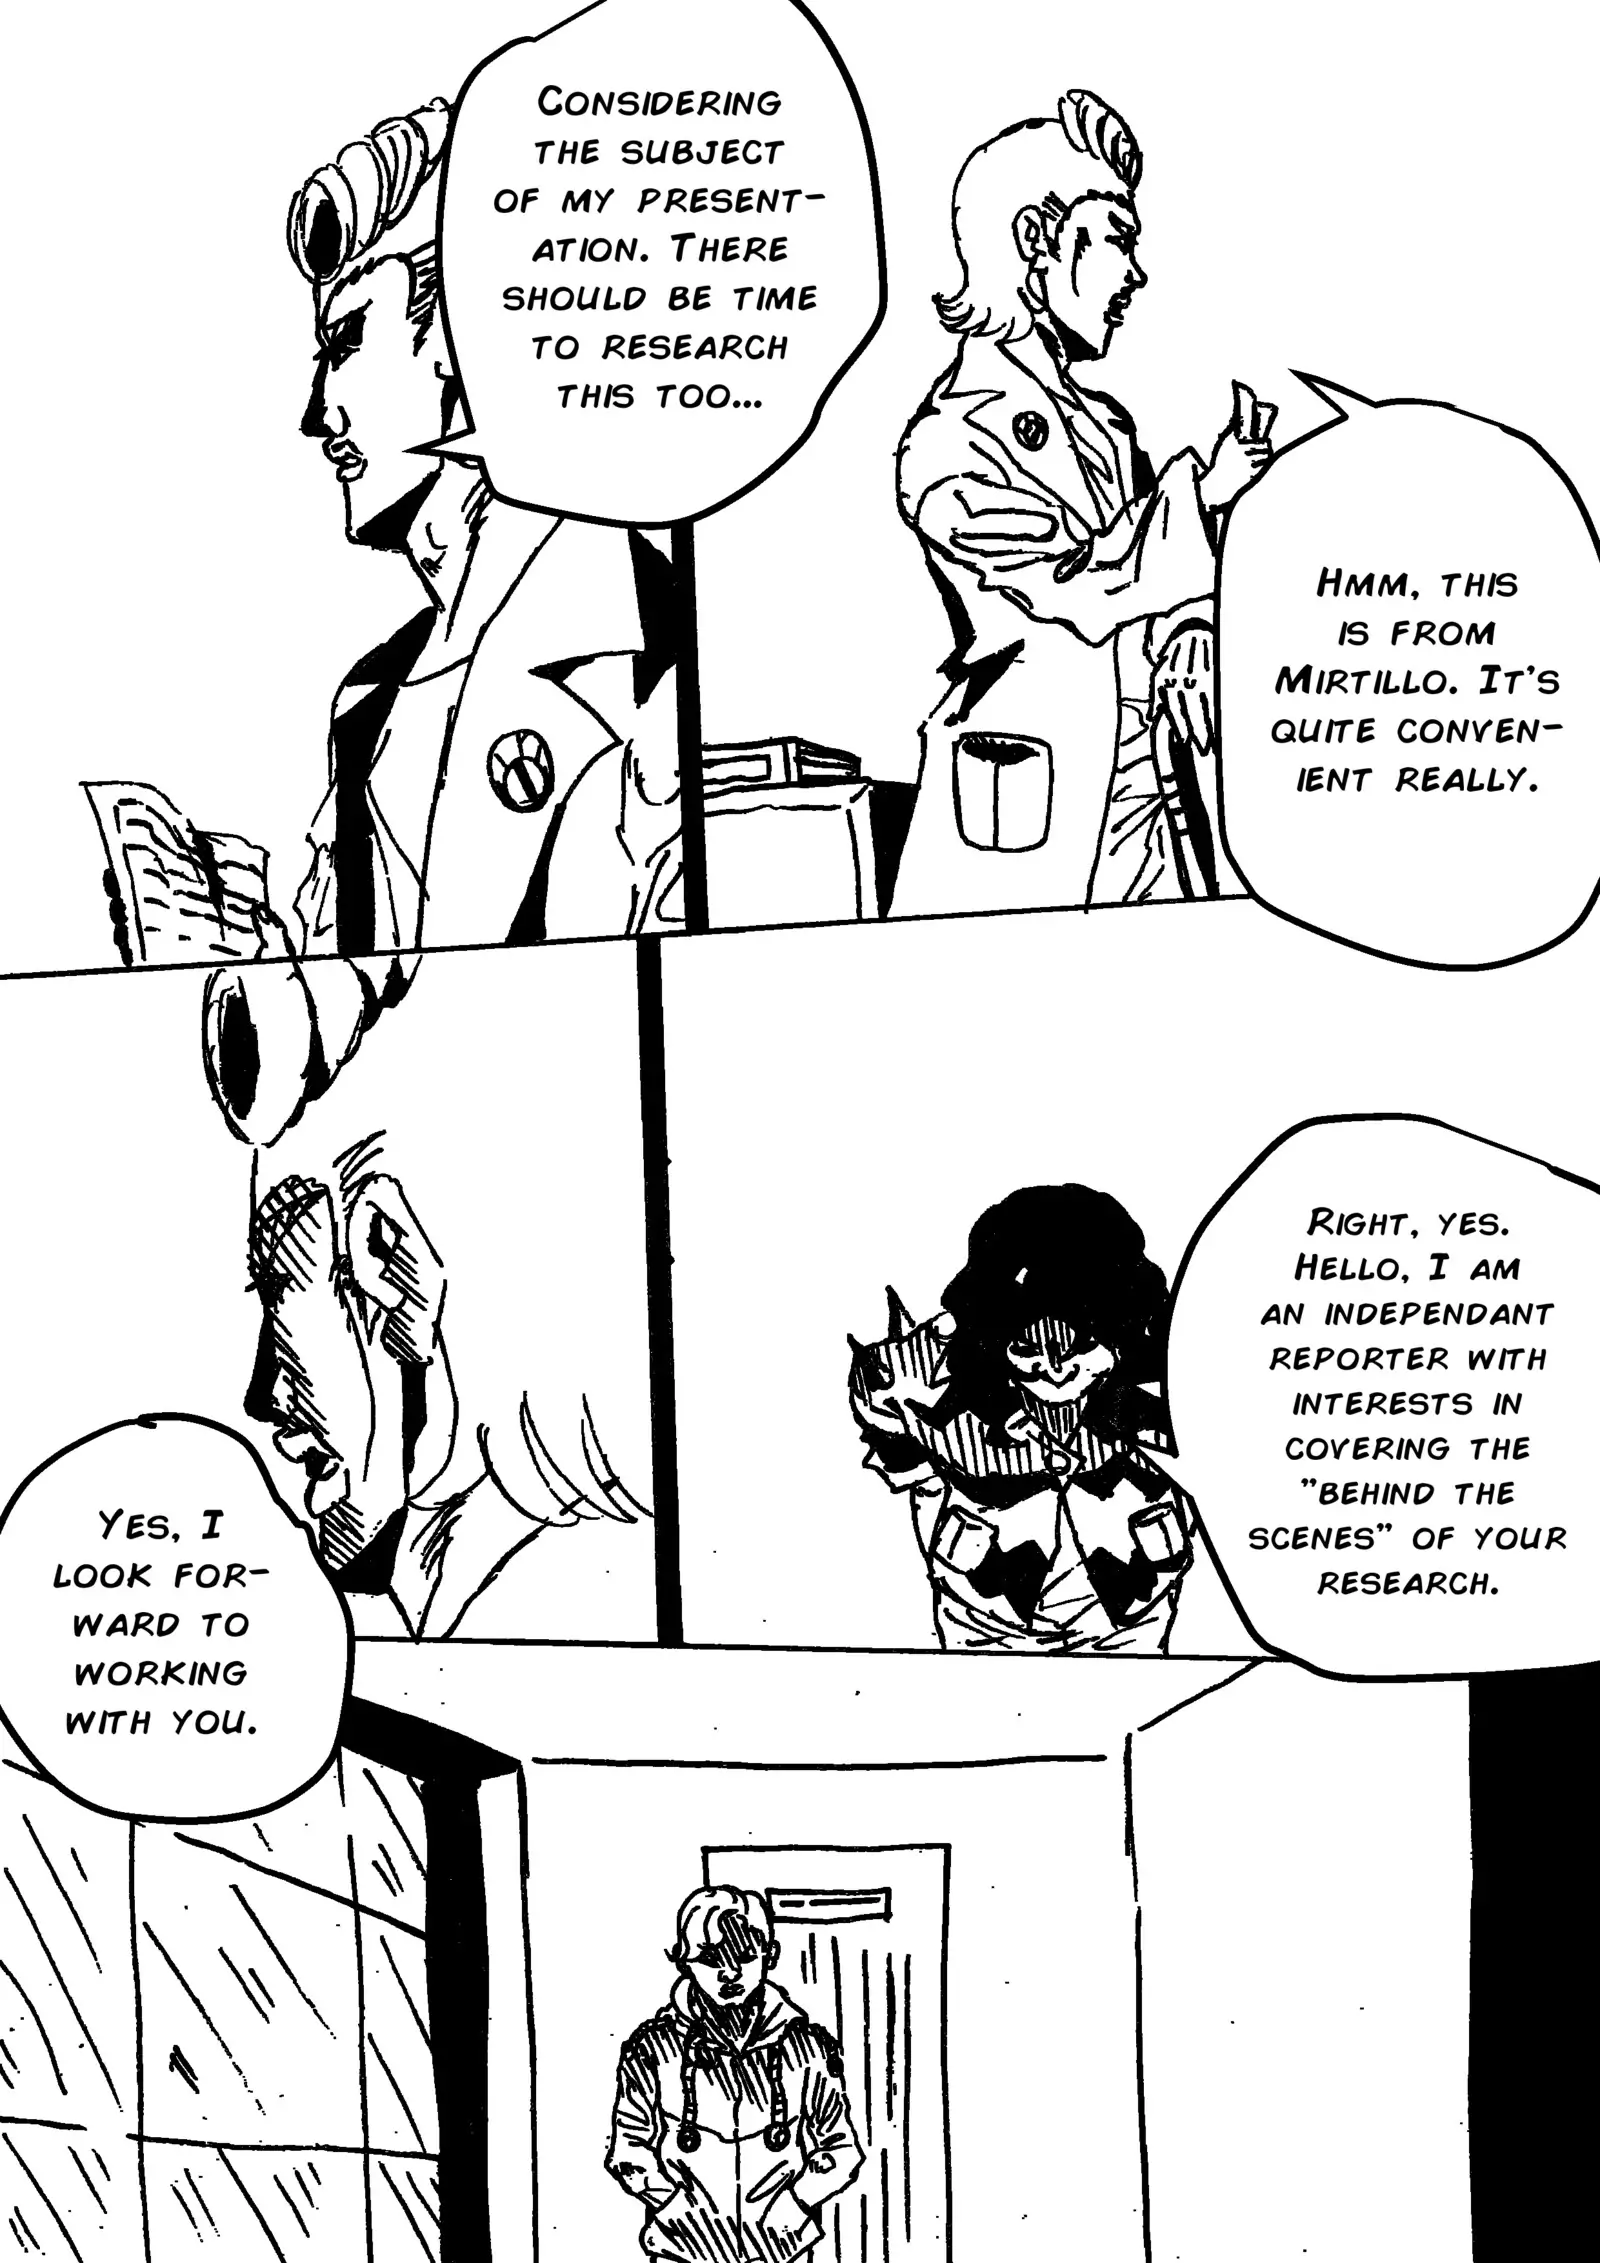 HMM, THIS
IS FROM
MIRTILLO. IT'S
QUITE CONVEN-
IENT REALLY.
CONSIDERING
THE SUBJECT
OF MY PRESENT-
ATION. THERE
SHOULD BE TIME
TO RESEARCH
THIS TOO...
RIGHT, YES.
HELLO, I AM
AN INDEPENDANT
REPORTER WITH
INTERESTS IN
COVERING THE
"BEHIND THE
SCENES" OF YOUR
RESEARCH.
YES, I
LOOK FOR-
WARD TO
WORKING
WITH YOU.